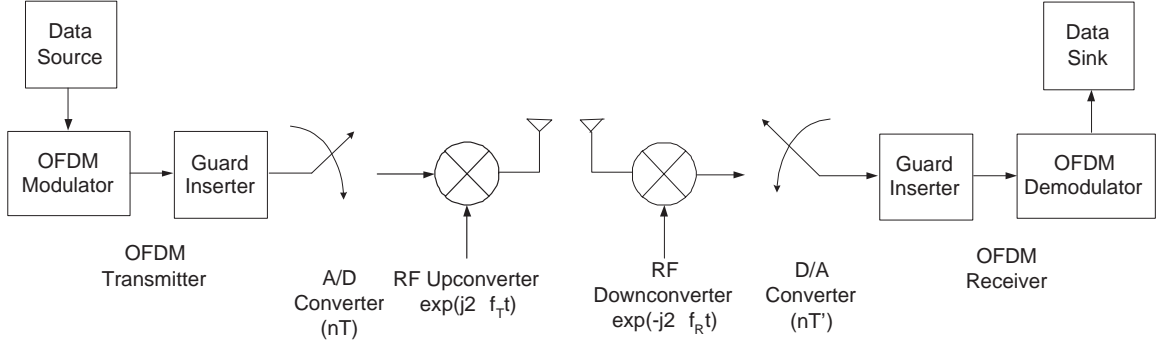 Data
Source
OFDM
Modulator
Guard
Inserter
OFDM
Transmitter
A/D
Converter
(nT)
RF Upconverter
exp(j2 f_T t)
RF
Downconverter
exp(-j2 f_R t)
D/A
Converter
(nT')
Guard
Inserter
OFDM
Demodulator
Data
Sink
OFDM
Receiver